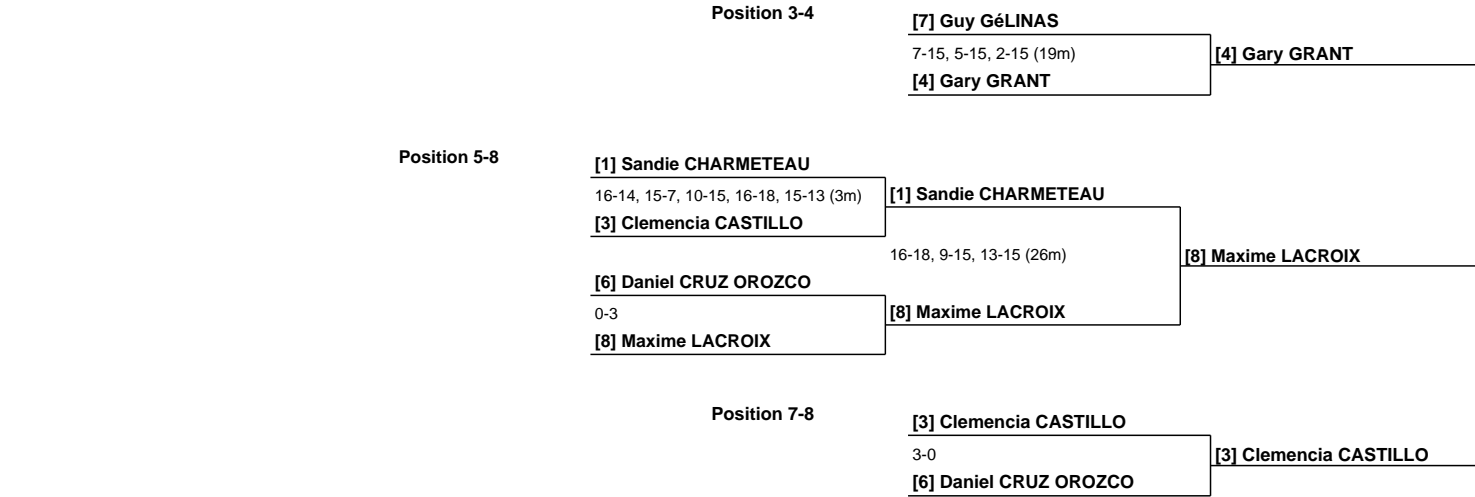 Position 3-4
[7] Guy GéLINAS
7-15, 5-15, 2-15 (19m)
[4] Gary GRANT
[4] Gary GRANT
Position 5-8
[1] Sandie CHARMETEAU
16-14, 15-7, 10-15, 16-18, 15-13 (3m)
[1] Sandie CHARMETEAU
[3] Clemencia CASTILLO
16-18, 9-15, 13-15 (26m)
[8] Maxime LACROIX
[6] Daniel CRUZ OROZCO
0-3
[8] Maxime LACROIX
[8] Maxime LACROIX
Position 7-8
[3] Clemencia CASTILLO
3-0
[3] Clemencia CASTILLO
[6] Daniel CRUZ OROZCO